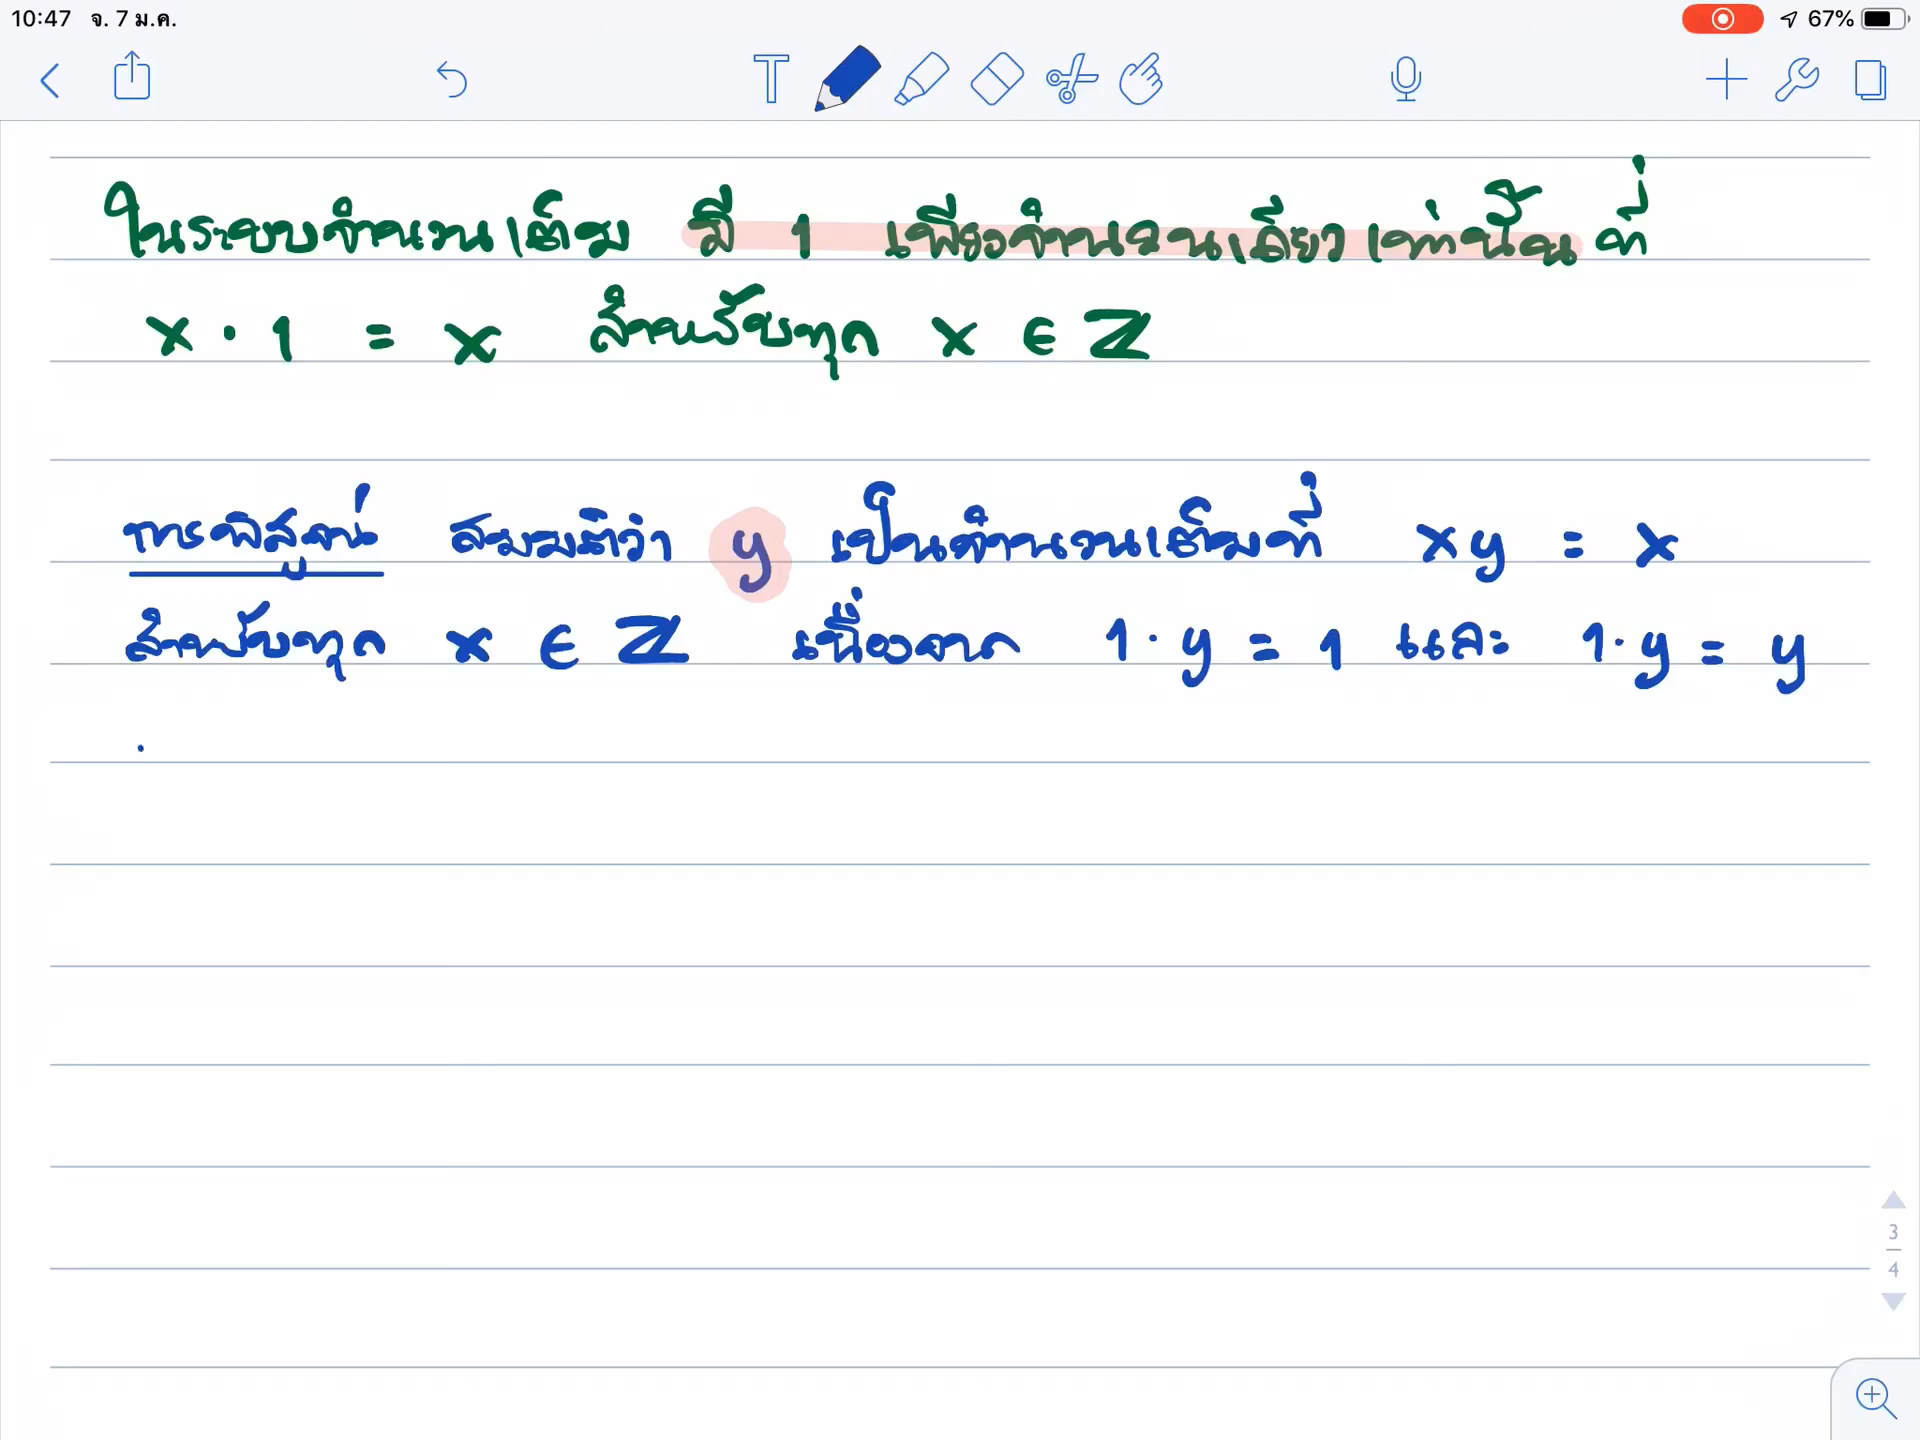 10:47 จ. 7 ม.ค. 67%
T
ในระบบจำนวนเต็ม มี 1 เพียงจำนวนเดียวเท่านั้น ที่
x · 1 = x สำหรับทุก x ∈ ℤ
การพิสูจน์ สมมติว่า y เป็นจำนวนเต็มที่ xy = x
สำหรับทุก x ∈ ℤ เนื่องจาก 1 · y = 1 และ 1 · y = y
3
4